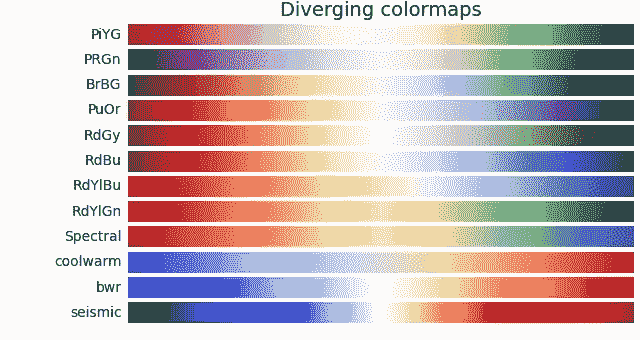 Diverging colormaps
PiYG
PRGn
BrBG
PuOr
RdGy
RdBu
RdYlBu
RdYlGn
Spectral
coolwarm
bwr
seismic